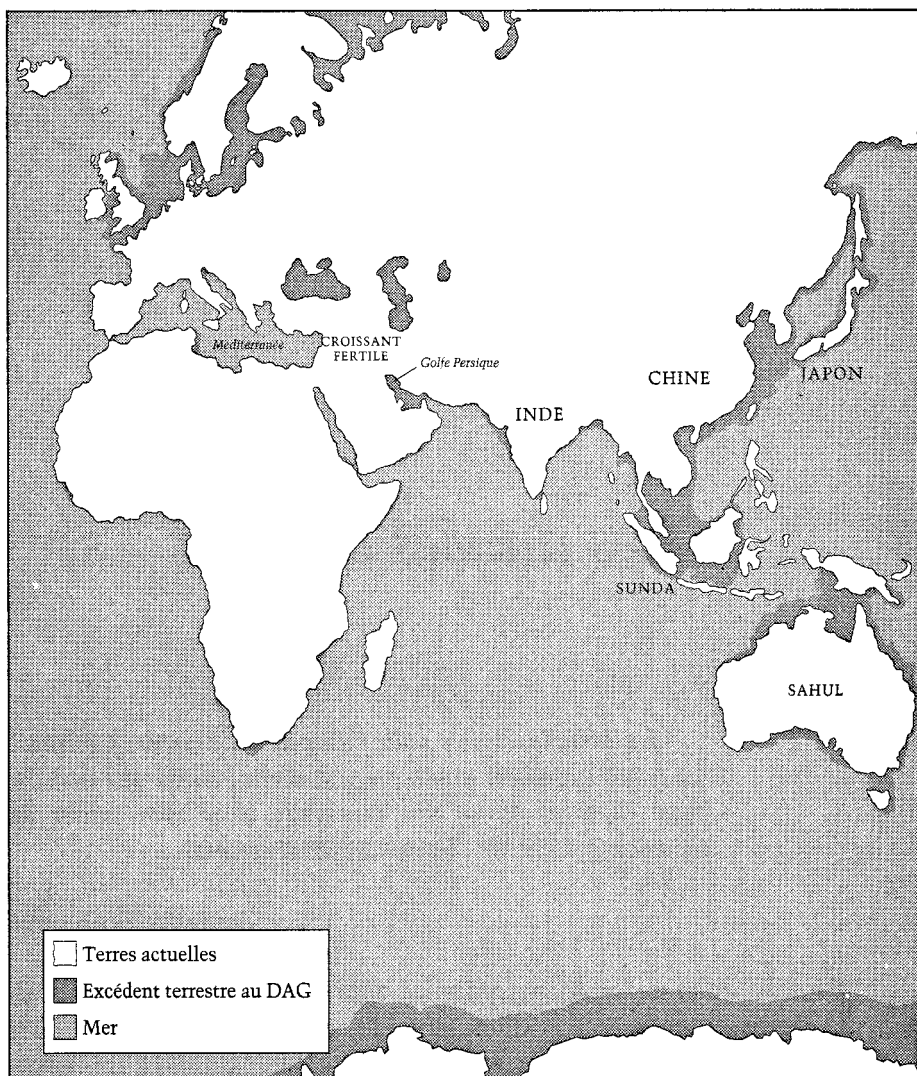 Méditerranée
CROISSANT
FERTILE
Golfe Persique
CHINE
JAPON
INDE
SUNDA
SAHUL
Terres actuelles
Excédent terrestre au DAG
Mer